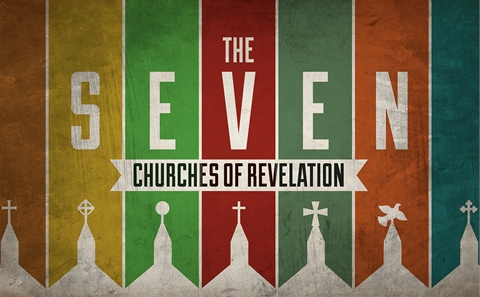 THE
SEVEN
CHURCHES OF REVELATION